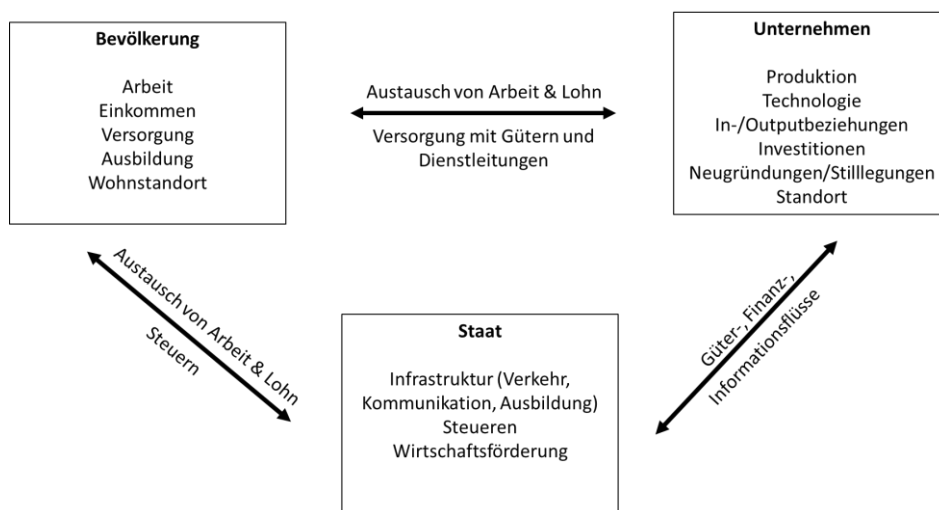 Bevölkerung
Arbeit
Einkommen
Versorgung
Ausbildung
Wohnstandort
Austausch von Arbeit & Lohn
Versorgung mit Gütern und
Dienstleitungen
Unternehmen
Produktion
Technologie
In-/Outputbeziehungen
Investitionen
Neugründungen/Stilllegungen
Standort
Austausch von Arbeit & Lohn
Steuern
Staat
Infrastruktur (Verkehr,
Kommunikation, Ausbildung)
Steueren
Wirtschaftsförderung
Güter-, Finanz-,
Informationsflüsse